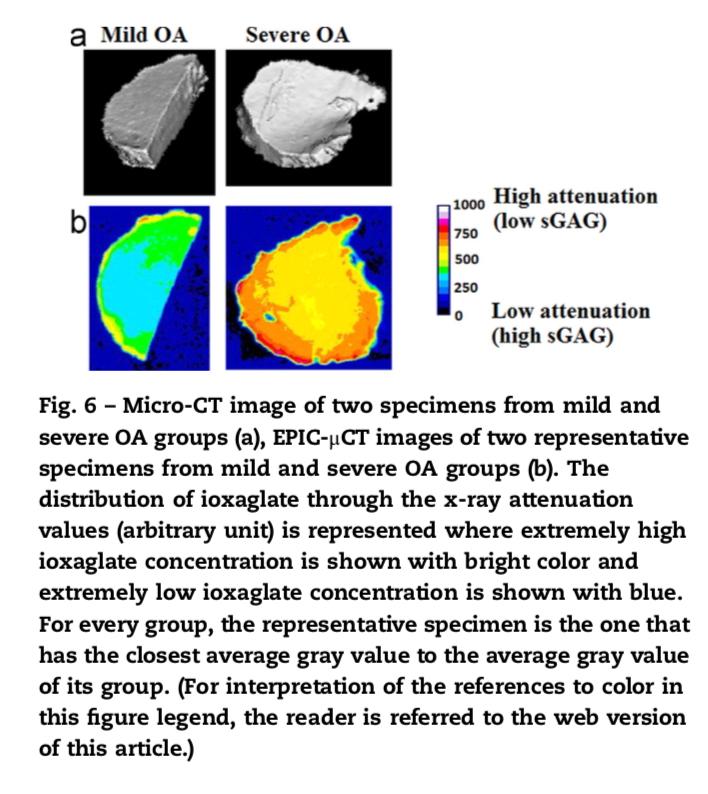 a Mild OA Severe OA
b
1000 High attenuation
(low sGAG)
750
500
250
Low attenuation
0
(high sGAG)
Fig. 6 – Micro-CT image of two specimens from mild and
severe OA groups (a), EPIC-μCT images of two representative
specimens from mild and severe OA groups (b). The
distribution of ioxaglate through the x-ray attenuation
values (arbitrary unit) is represented where extremely high
ioxaglate concentration is shown with bright color and
extremely low ioxaglate concentration is shown with blue.
For every group, the representative specimen is the one that
has the closest average gray value to the average gray value
of its group. (For interpretation of the references to color in
this figure legend, the reader is referred to the web version
of this article.)